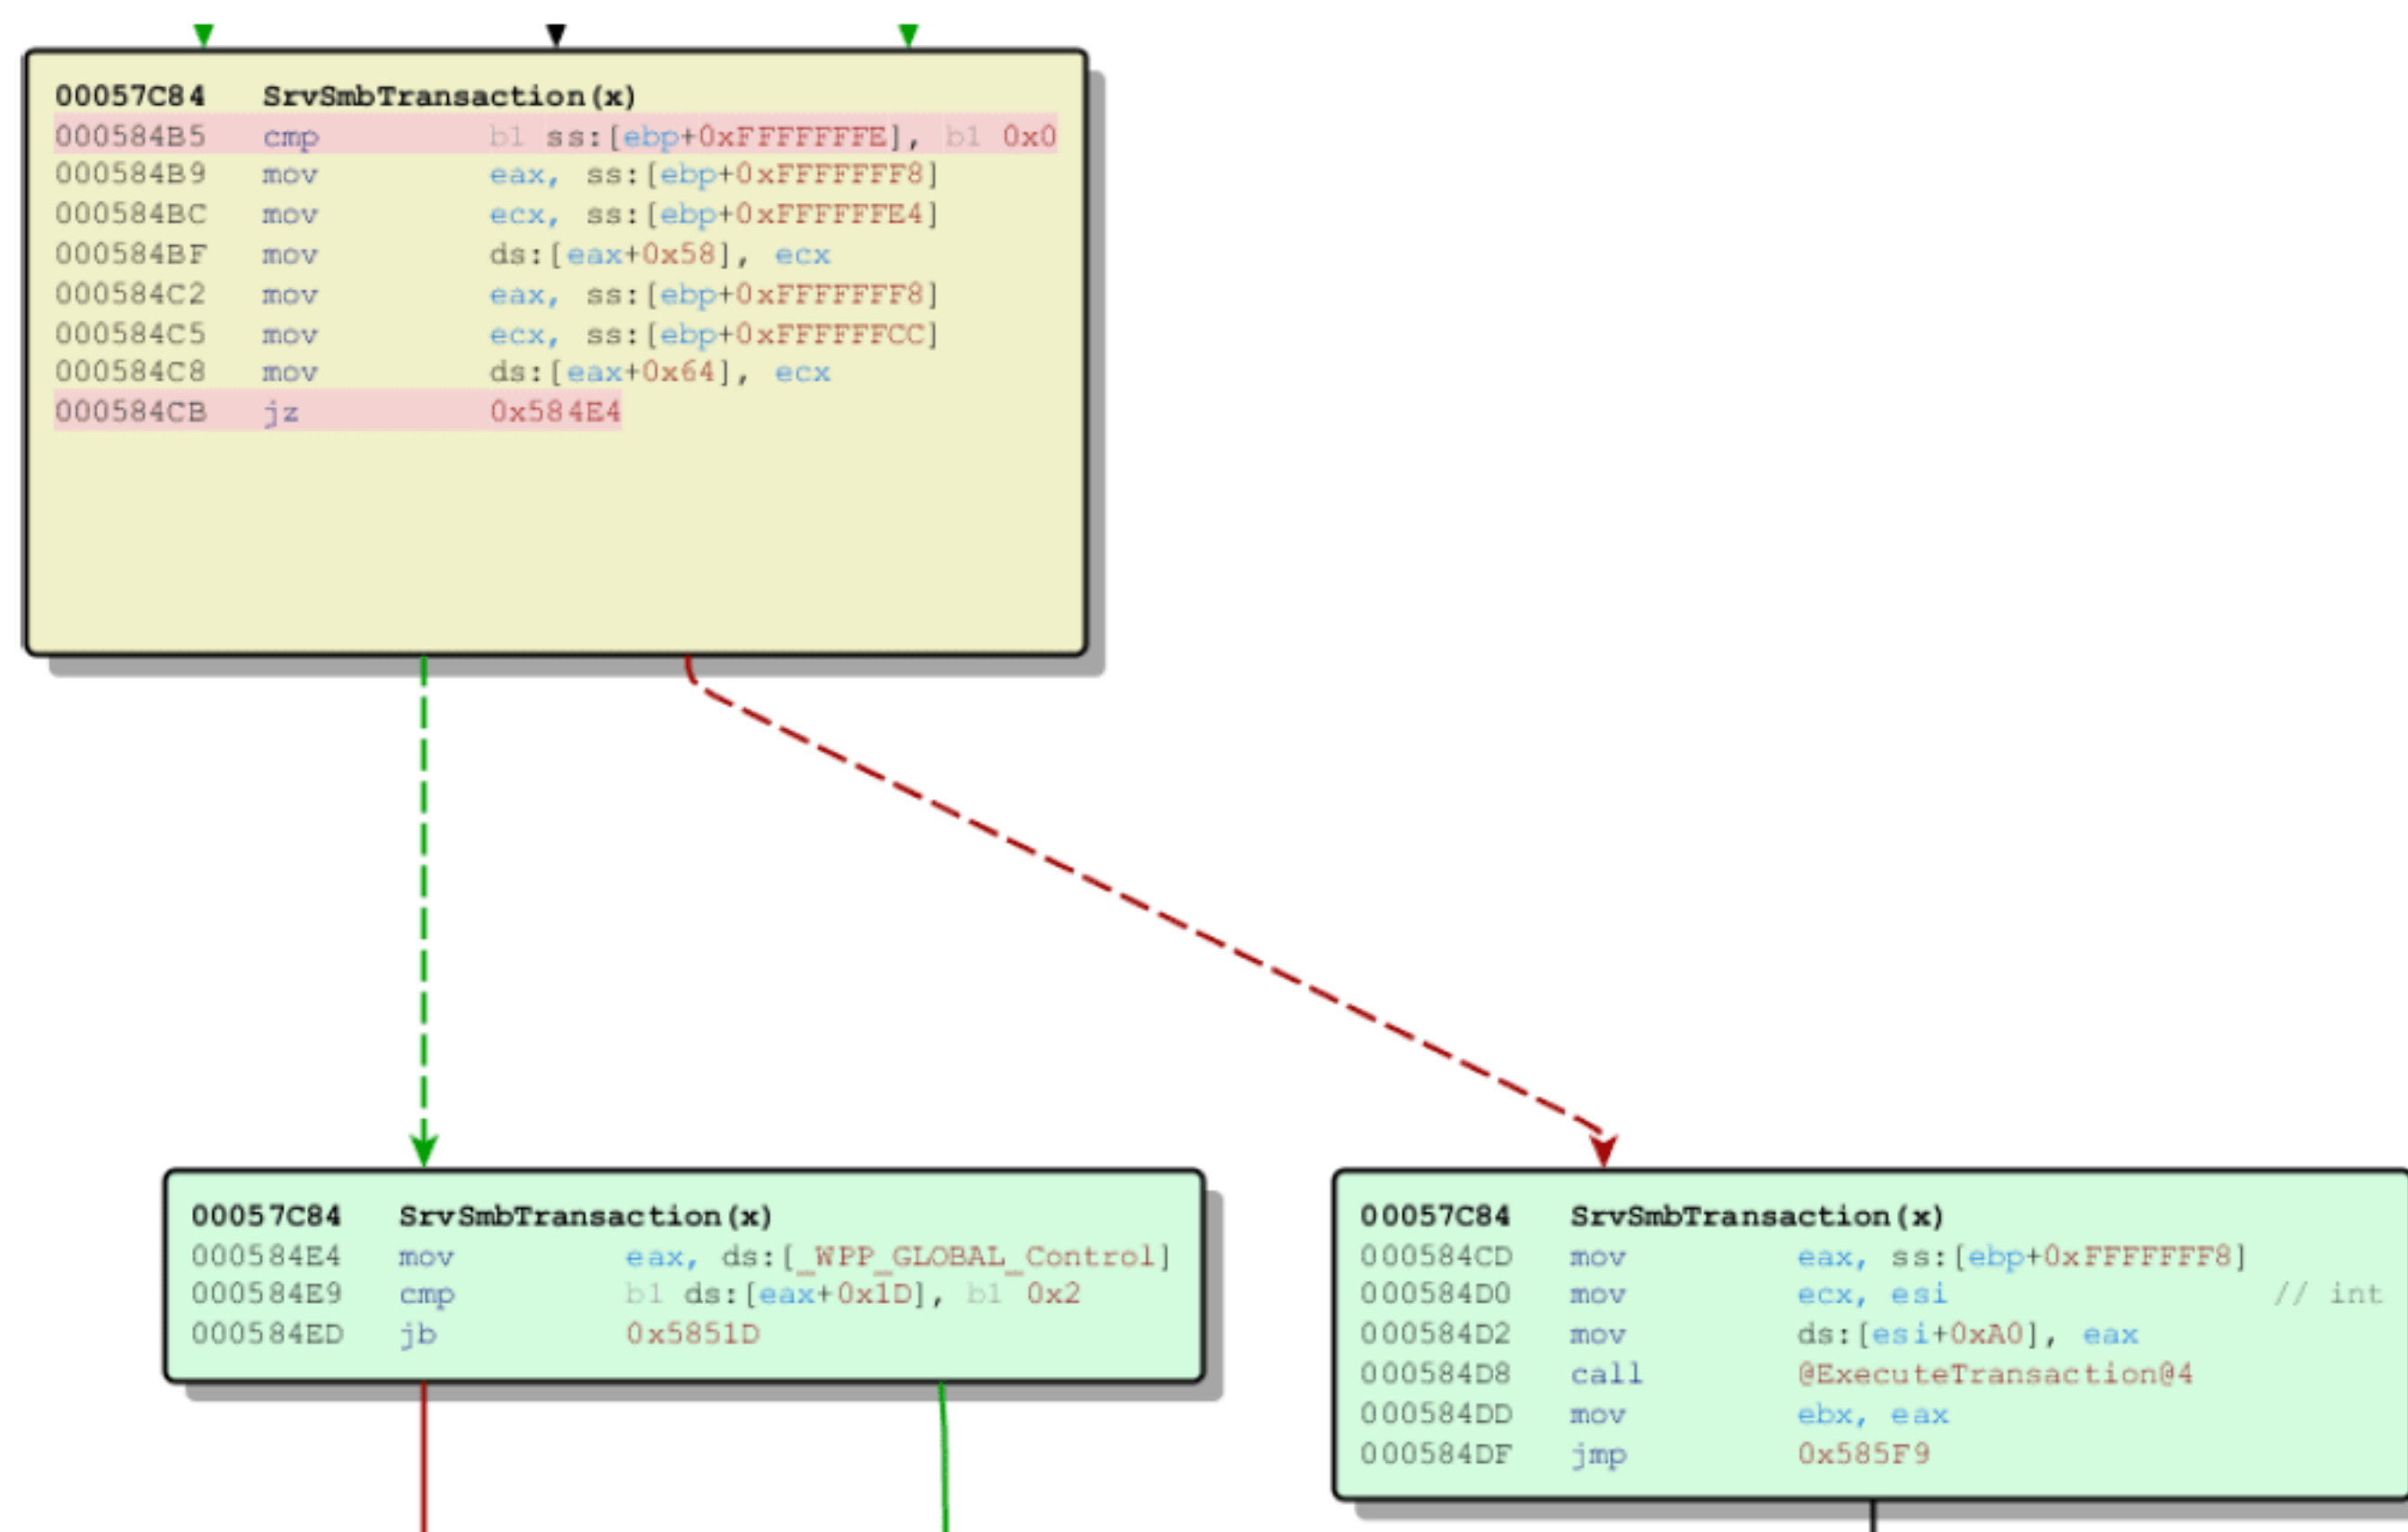 00057C84 SrvSmbTransaction(x)
000584B5 cmp b1 ss:[ebp+0xFFFFFFFE], b1 0x0
000584B9 mov eax, ss:[ebp+0xFFFFFFF8]
000584BC mov ecx, ss:[ebp+0xFFFFFFE4]
000584BF mov ds:[eax+0x58], ecx
000584C2 mov eax, ss:[ebp+0xFFFFFFF8]
000584C5 mov ecx, ss:[ebp+0xFFFFFFCC]
000584C8 mov ds:[eax+0x64], ecx
000584CB jz 0x584E4
00057C84 SrvSmbTransaction(x)
000584E4 mov eax, ds:[_WPP_GLOBAL_Control]
000584E9 cmp b1 ds:[eax+0x1D], b1 0x2
000584ED jb 0x5851D
00057C84 SrvSmbTransaction(x)
000584CD mov eax, ss:[ebp+0xFFFFFFF8]
000584D0 mov ecx, esi // int
000584D2 mov ds:[esi+0xA0], eax
000584D8 call @ExecuteTransaction@4
000584DD mov ebx, eax
000584DF jmp 0x585F9